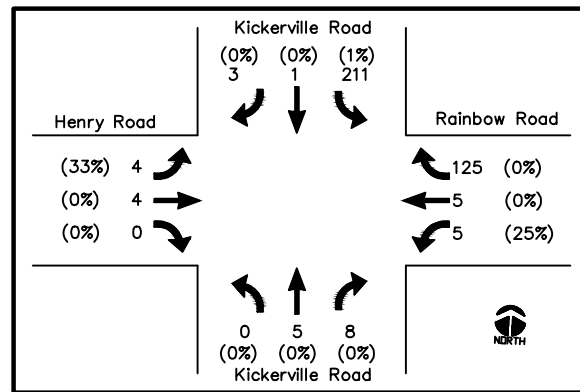 Kickerville Road
(0%) (0%) (1%)
3 1 211
Henry Road
Rainbow Road
(33%) 4
125 (0%)
(0%) 4
5 (0%)
(0%) 0
5 (25%)
0 5 8
(0%) (0%) (0%)
Kickerville Road
NORTH